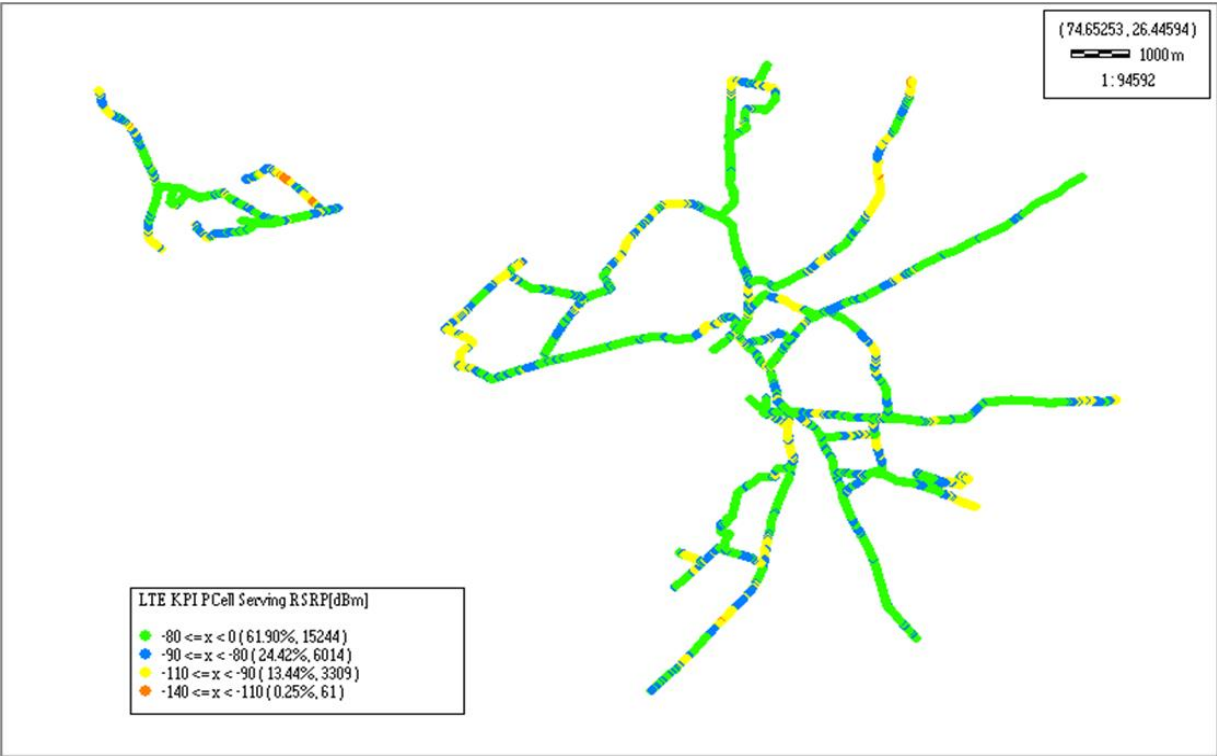 (74.65253,26.44594)
1000 m
1:94592
LTE KPI PCell Serving RSRP[dBm]
-80 <= x < 0 ( 61.90%, 15244)
-90 <= x < -80 ( 24.42%, 6014)
-110 <= x < -90 ( 13.44%, 3309)
-140 <= x < -110 ( 0.25%, 61)